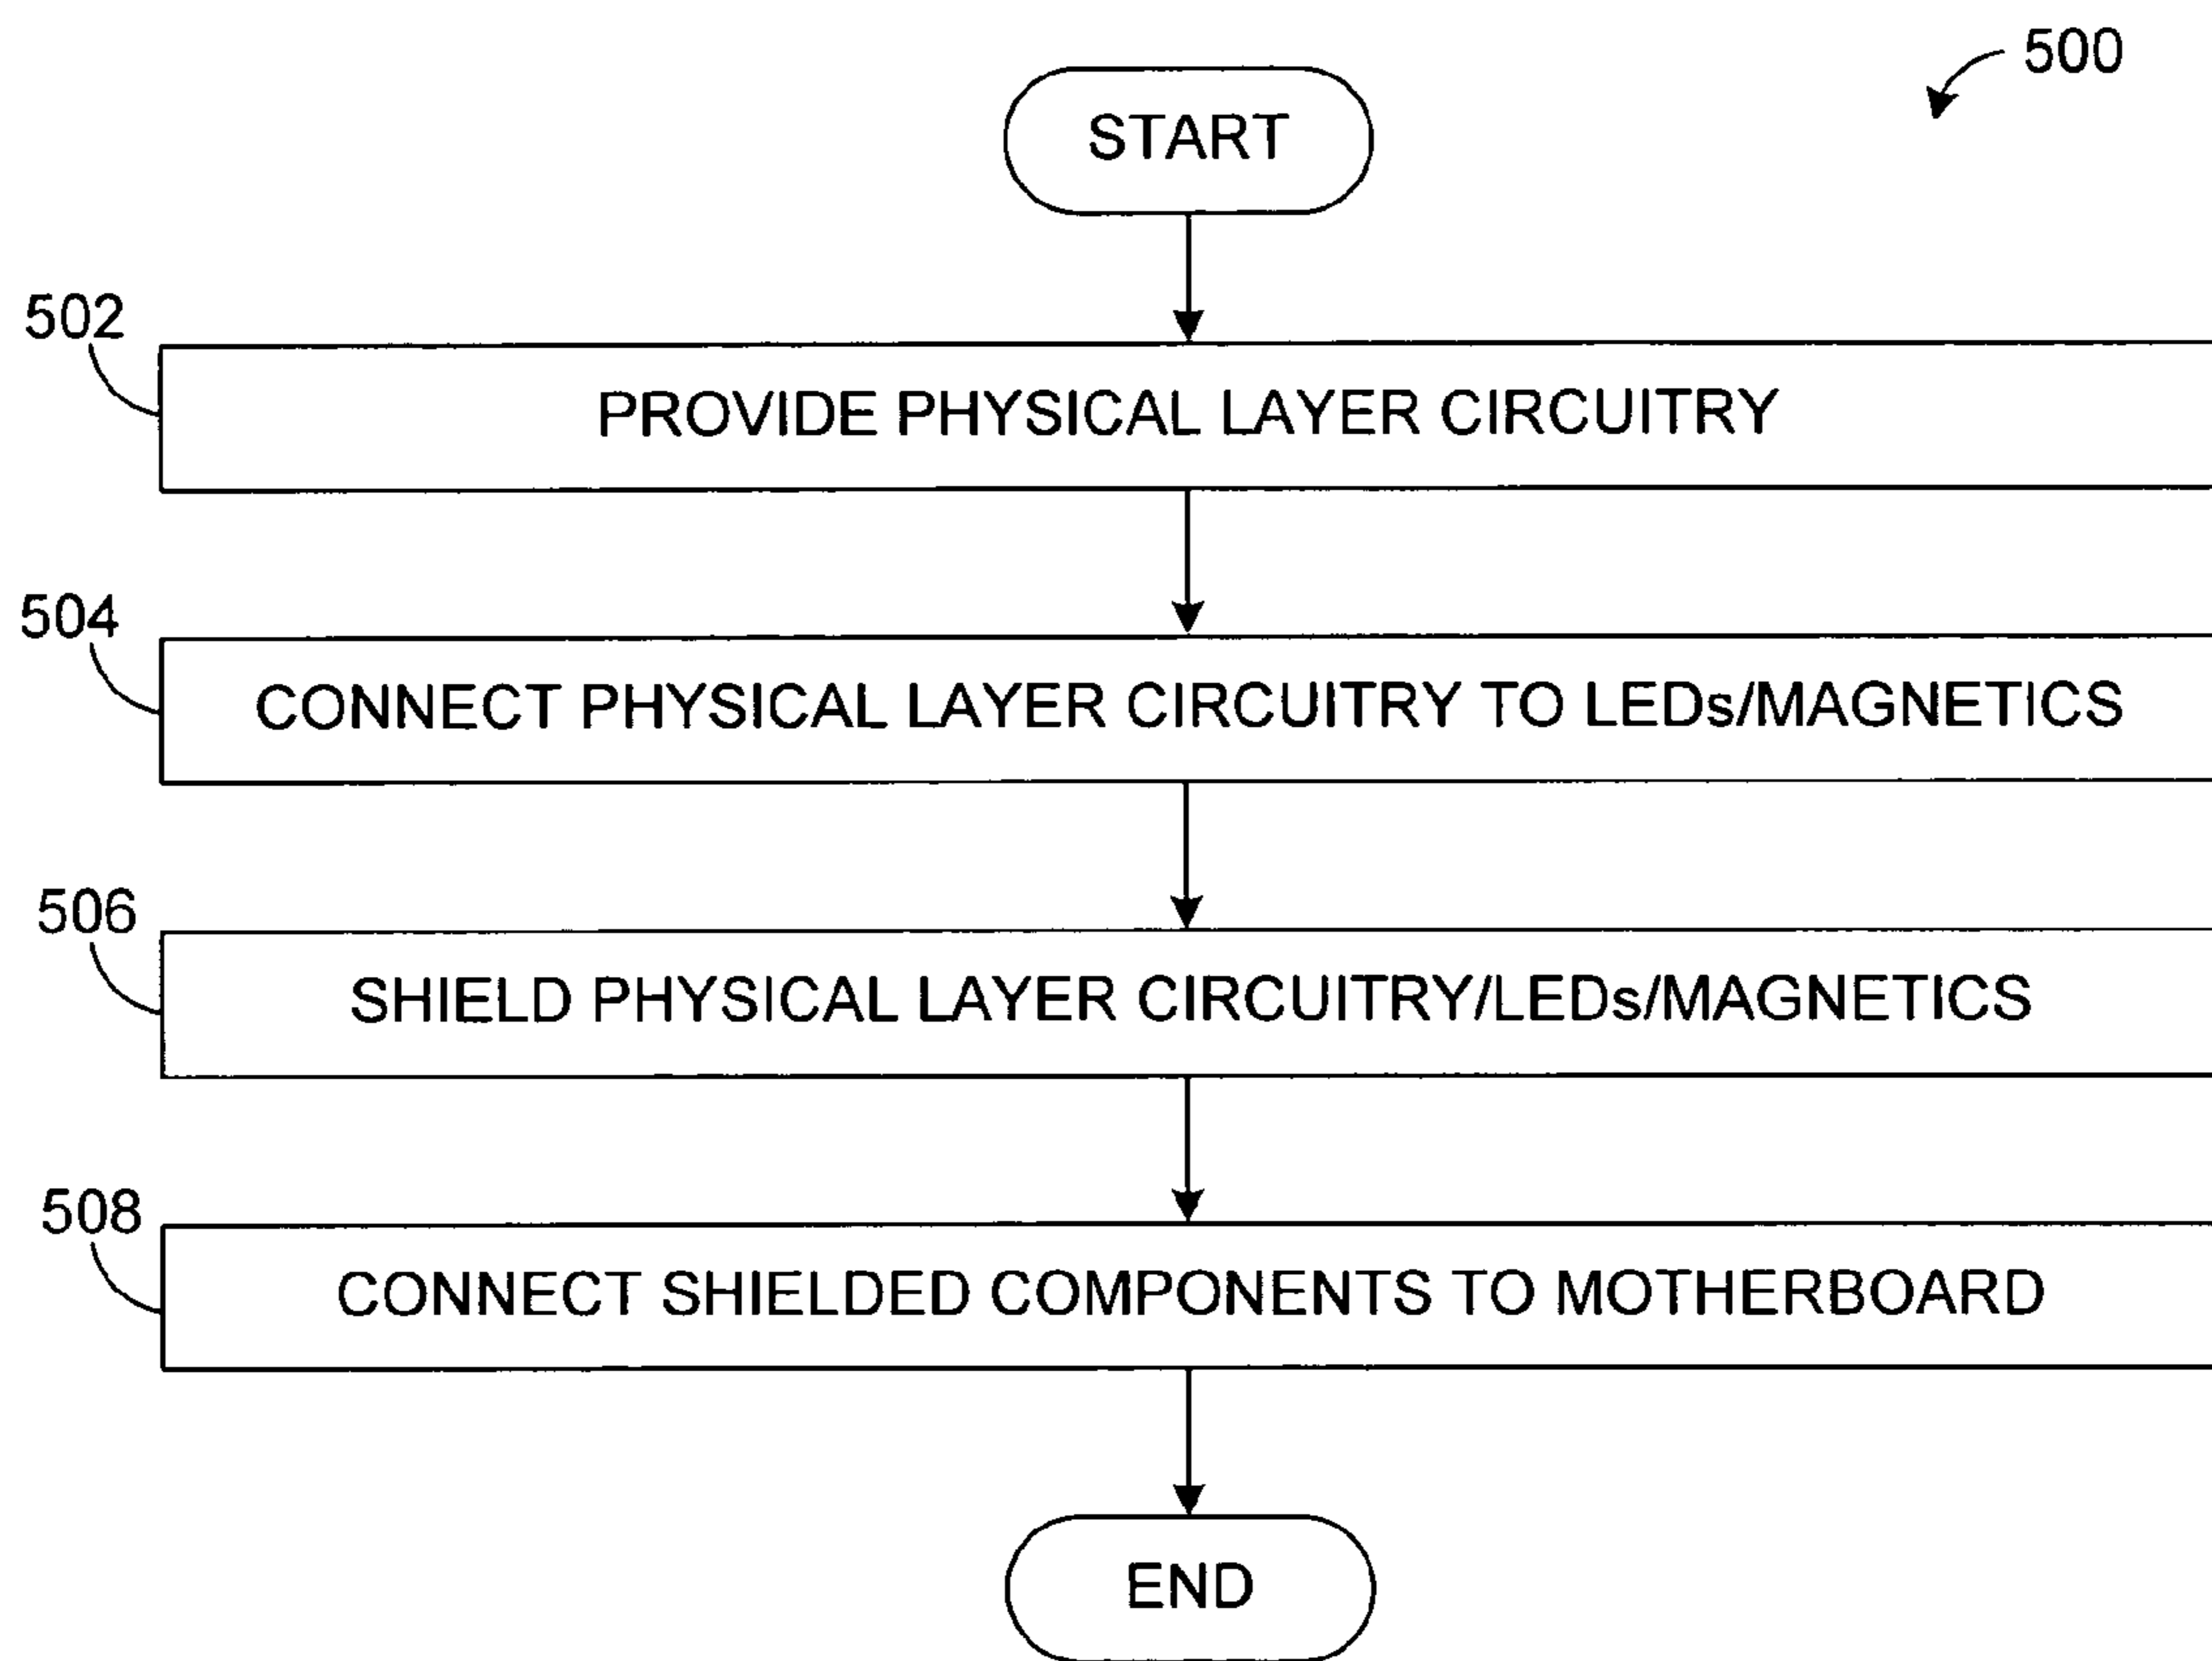 500
START
502
PROVIDE PHYSICAL LAYER CIRCUITRY
504
CONNECT PHYSICAL LAYER CIRCUITRY TO LEDs/MAGNETICS
506
SHIELD PHYSICAL LAYER CIRCUITRY/LEDs/MAGNETICS
508
CONNECT SHIELDED COMPONENTS TO MOTHERBOARD
END